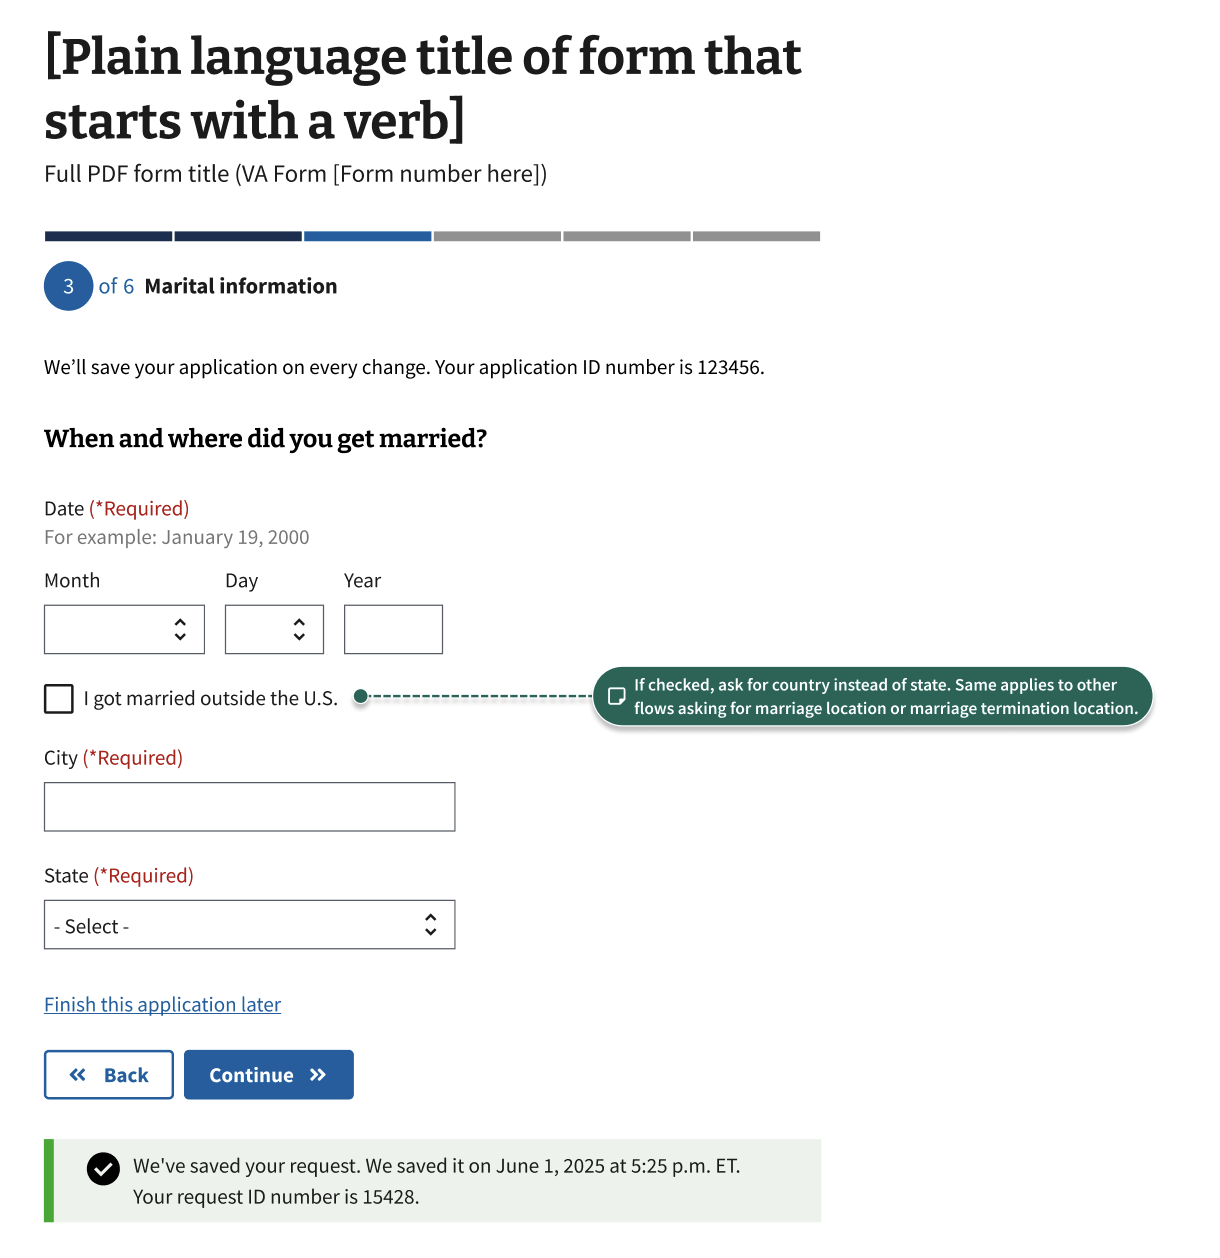 [Plain language title of form that
starts with a verb]
Full PDF form title (VA Form [Form number here])
3 of 6 Marital information
We’ll save your application on every change. Your application ID number is 123456.
When and where did you get married?
Date (*Required)
For example: January 19, 2000
Month Day Year
I got married outside the U.S.
If checked, ask for country instead of state. Same applies to other
flows asking for marriage location or marriage termination location.
City (*Required)
State (*Required)
- Select -
Finish this application later
Back Continue
We've saved your request. We saved it on June 1, 2025 at 5:25 p.m. ET.
Your request ID number is 15428.